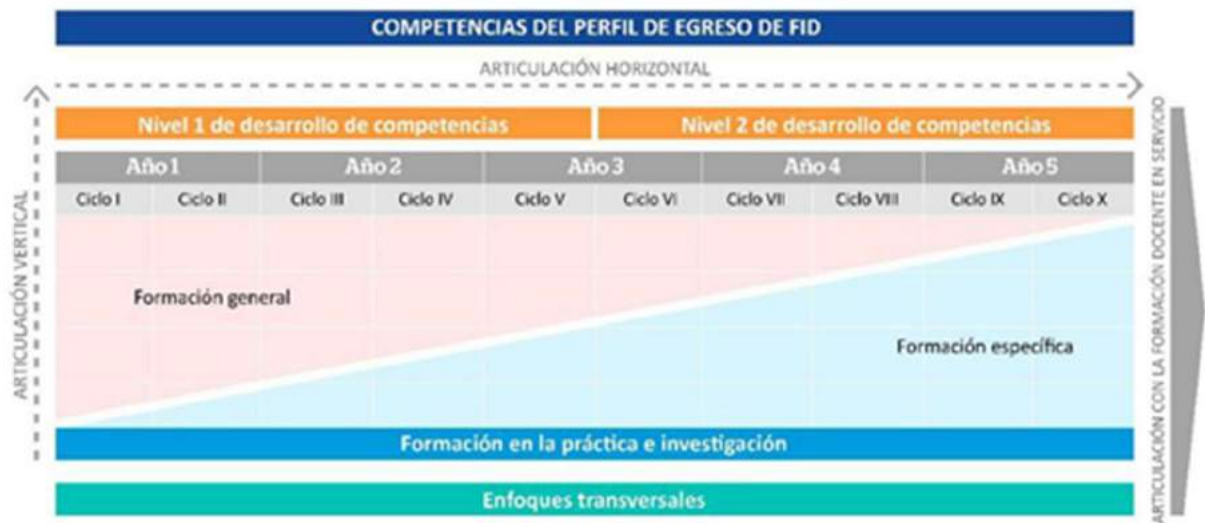 COMPETENCIAS DEL PERFIL DE EGRESO DE FID
ARTICULACIÓN HORIZONTAL
Nivel 1 de desarrollo de competencias
Nivel 2 de desarrollo de competencias
Año 1
Año 2
Año 3
Año 4
Año 5
Ciclo I
Ciclo II
Ciclo III
Ciclo IV
Ciclo V
Ciclo VI
Ciclo VII
Ciclo VIII
Ciclo IX
Ciclo X
ARTICULACIÓN VERTICAL
Formación general
Formación específica
Formación en la práctica e investigación
Enfoques transversales
ARTICULACIÓN CON LA FORMACIÓN DOCENTE EN SERVICIO